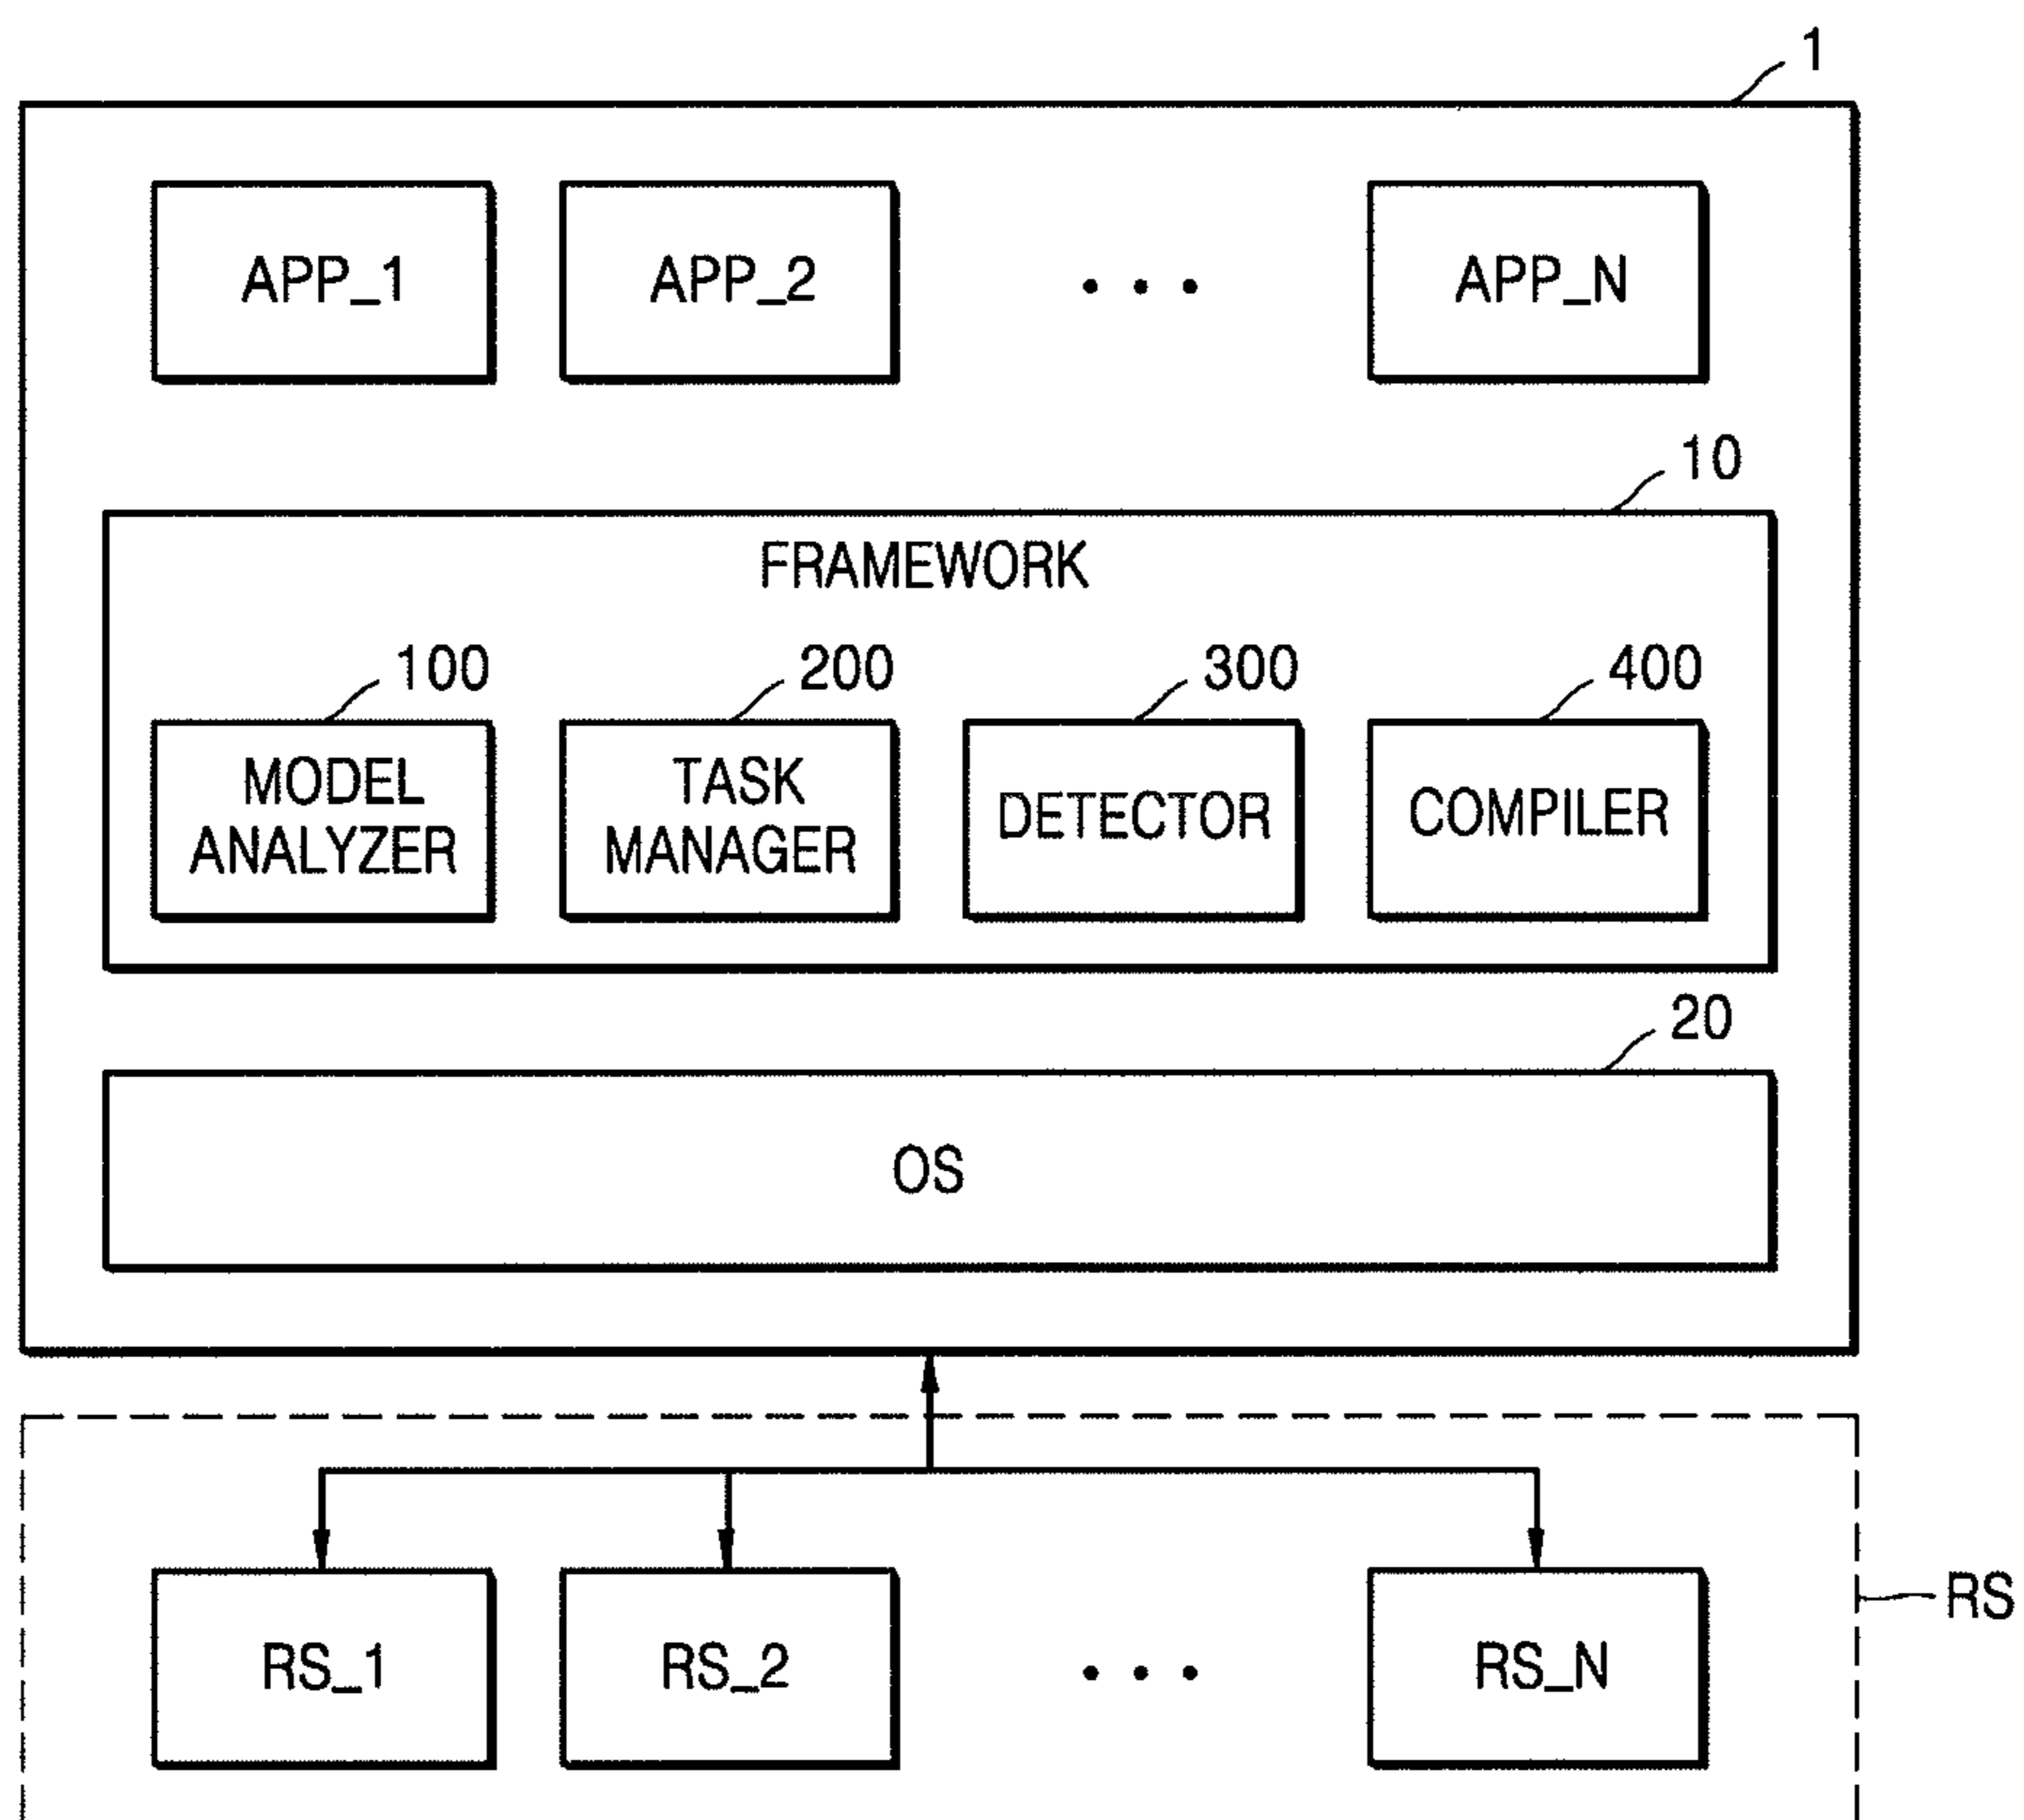 1
APP_1 APP_2 ... APP_N
10
FRAMEWORK
100 200 300 400
MODEL ANALYZER
TASK MANAGER
DETECTOR
COMPILER
20
OS
RS
RS_1 RS_2 ... RS_N